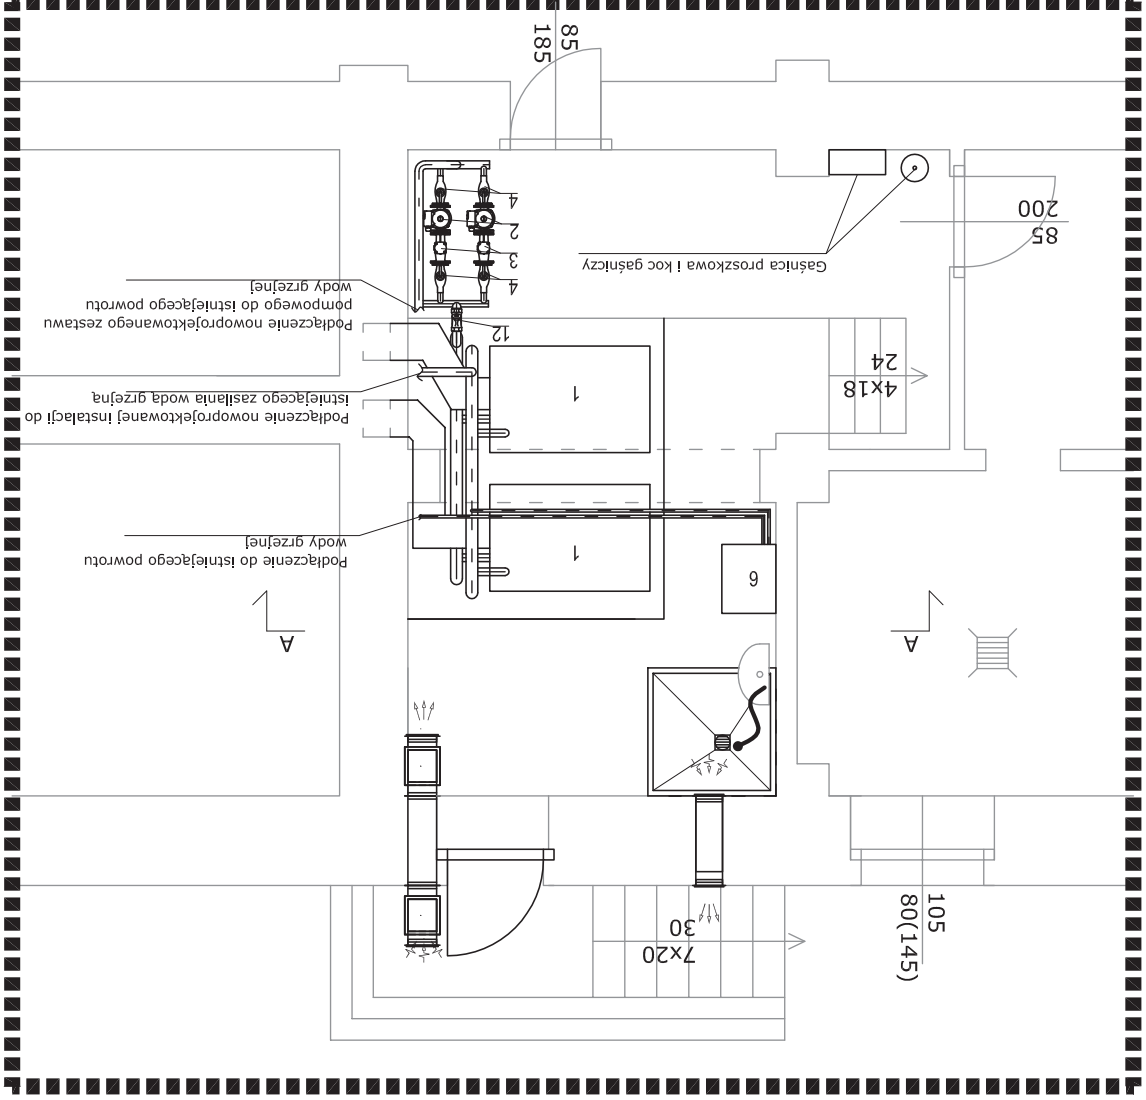 80(145)
105
7x20
30
A
A
9
1
Podłączenie do istniejącego powrotu
wody grzejnej
1
4x18
24
Podłączenie nowoprojektowanej instalacji do
istniejącego zasilania wodą grzejną
12
Podłączenie nowoprojektowanego zestawu
pompowego do istniejącego powrotu
wody grzejnej
4
3
2
4
Gaśnica proszkowa i koc gaśniczy
85
200
85
185